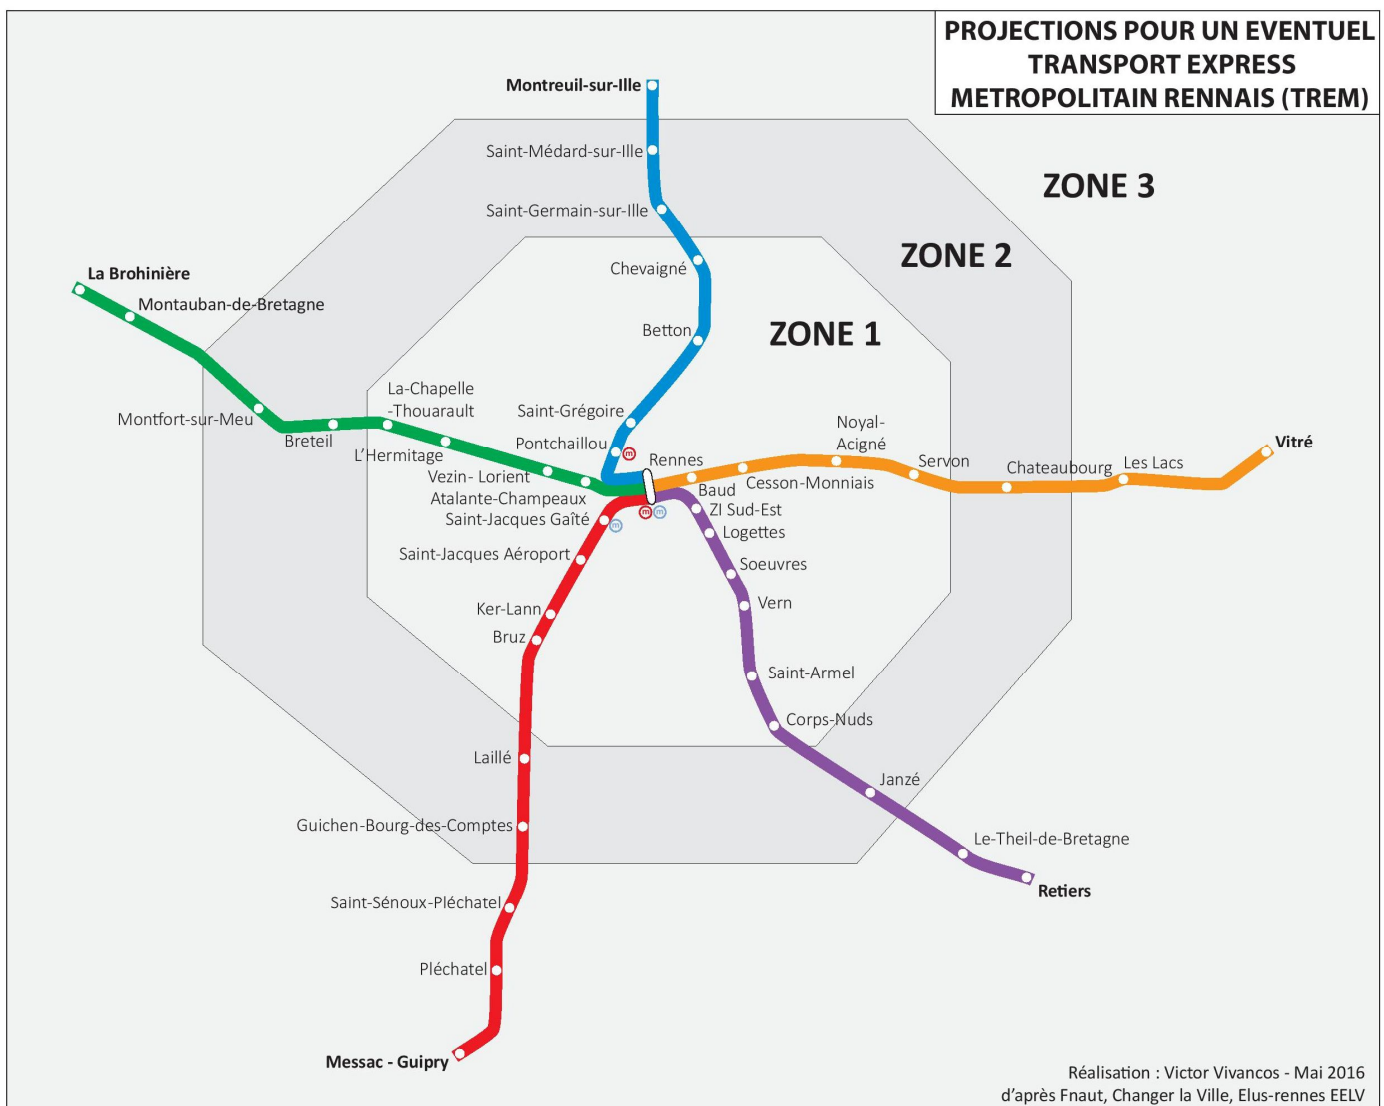 PROJECTIONS POUR UN EVENTUEL
TRANSPORT EXPRESS
METROPOLITAIN RENNAIS (TREM)
Montreuil-sur-Ille
Saint-Médard-sur-Ille
ZONE 3
Saint-Germain-sur-Ille
ZONE 2
Chevaigné
La Brohinière
Montauban-de-Bretagne
Betton
ZONE 1
La-Chapelle
-Thouarault
Saint-Grégoire
Montfort-sur-Meu
Breteil
L'Hermitage
Pontchaillou
m
Rennes
Noyal-
Acigné
Vitré
Servon
Chateaubourg
Les Lacs
Vezin- Lorient
Cesson-Monniais
Baud
Atalante-Champeaux
Saint-Jacques Gaîté
m
m
m
ZI Sud-Est
Logettes
Saint-Jacques Aéroport
Soeuvres
Ker-Lann
Vern
Bruz
Saint-Armel
Corps-Nuds
Laillé
Janzé
Guichen-Bourg-des-Comptes
Le-Theil-de-Bretagne
Retiers
Saint-Sénoux-Pléchatel
Pléchatel
Messac - Guipry
Réalisation : Victor Vivancos - Mai 2016
d'après Fnaut, Changer la Ville, Elus-rennes EELV